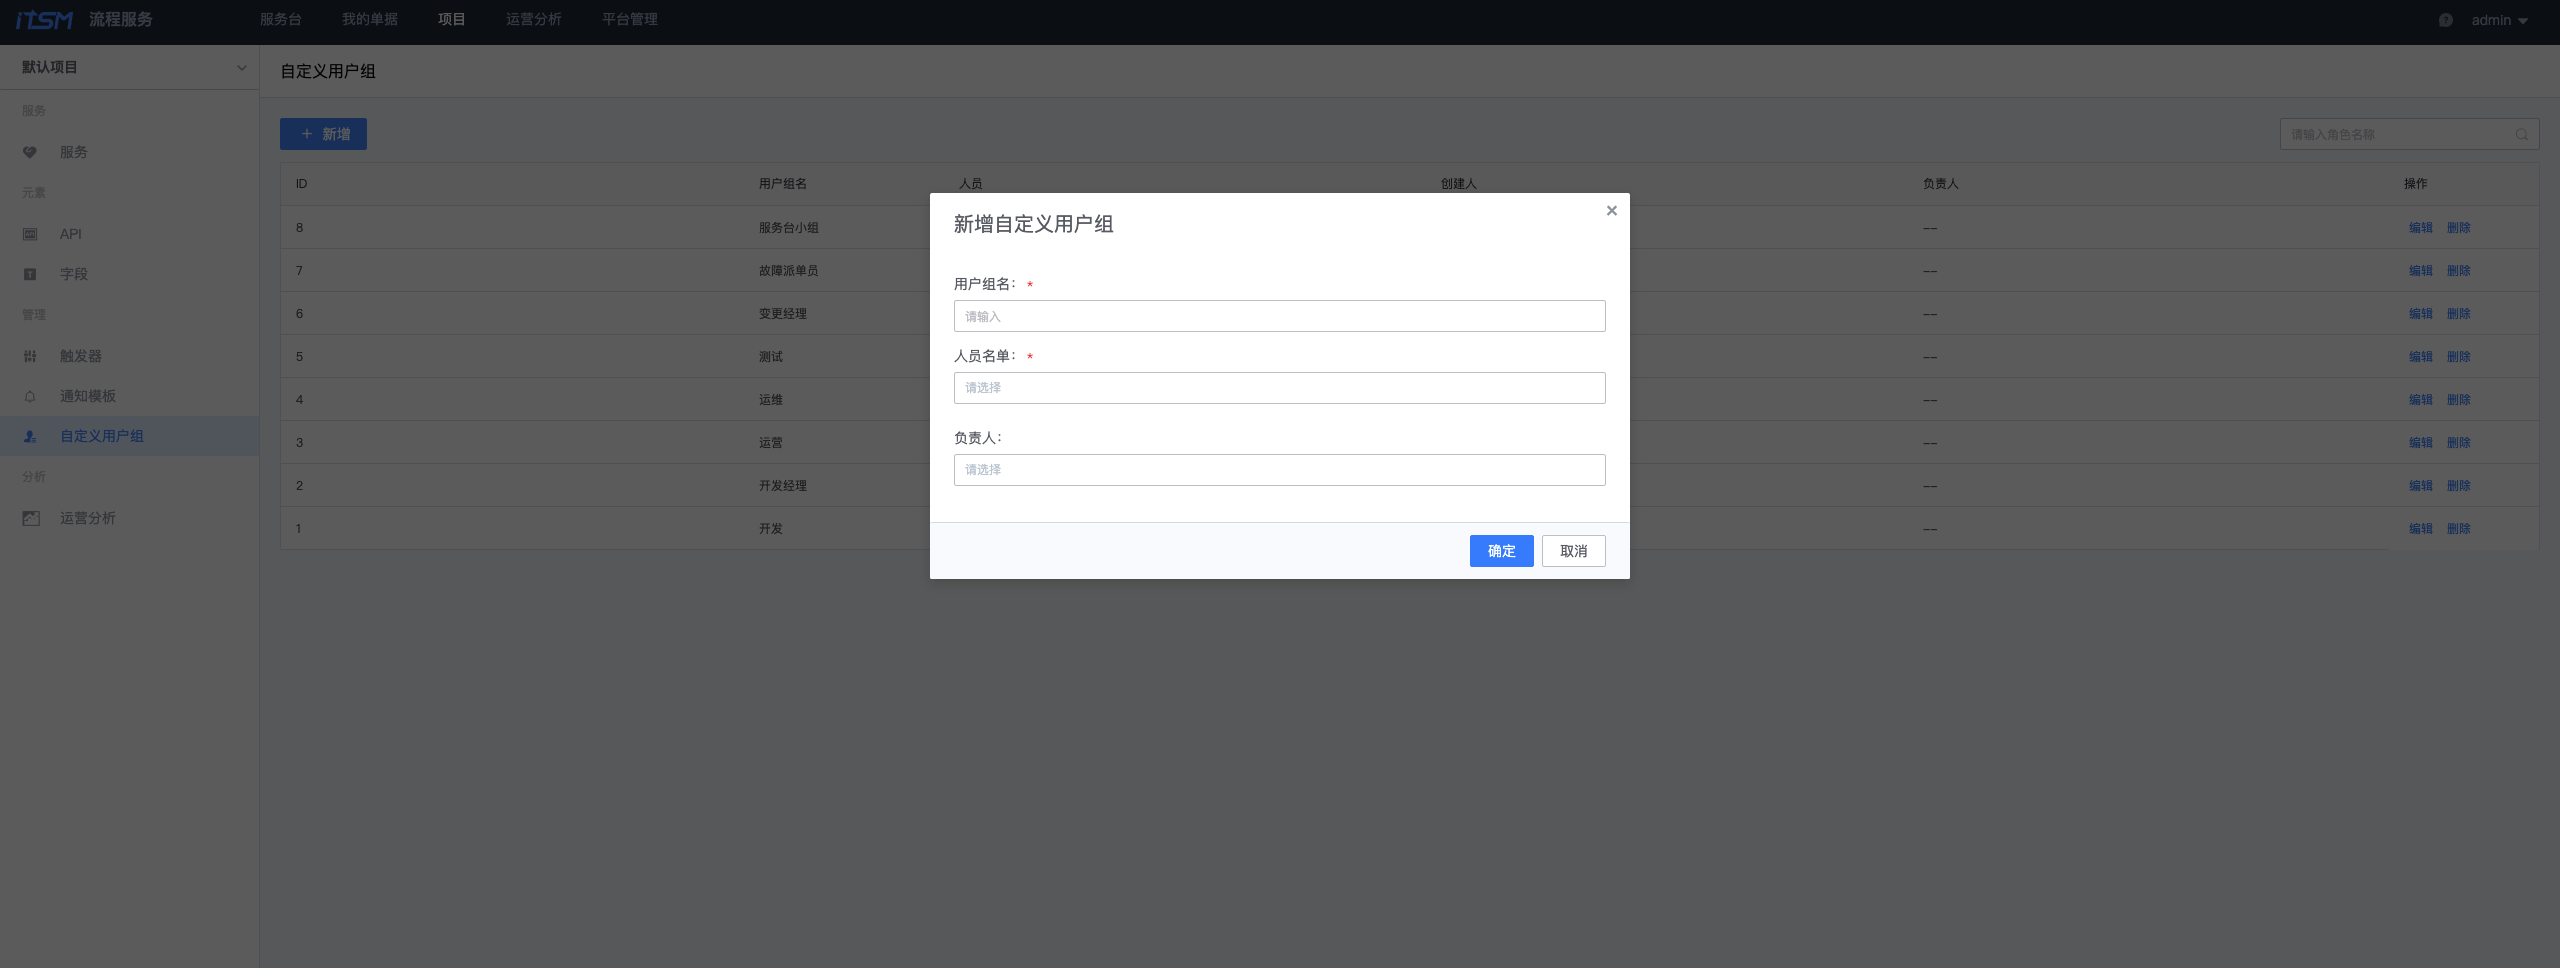 iTSM 流程服务 服务台 我的单据 项目 运营分析 平台管理 admin
默认项目
自定义用户组
服务
服务
元素
API
字段
管理
触发器
通知模板
自定义用户组
分析
运营分析
新增
请输入角色名称
ID 用户组名 人员 创建人 负责人 操作
8 服务台小组 -- 编辑 删除
7 故障派单员 -- 编辑 删除
6 变更经理 -- 编辑 删除
5 测试 -- 编辑 删除
4 运维 -- 编辑 删除
3 运营 -- 编辑 删除
2 开发经理 -- 编辑 删除
1 开发 -- 编辑 删除
新增自定义用户组
用户组名: *
请输入
人员名单: *
请选择
负责人:
请选择
确定 取消